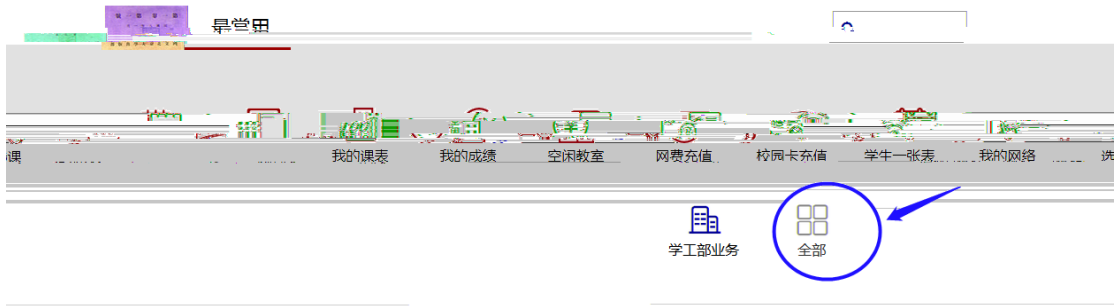 最常用
课 我的课表 我的成绩 空闲教室 网费充值 校园卡充值 学生一张表 我的网络 选
学工部业务 全部